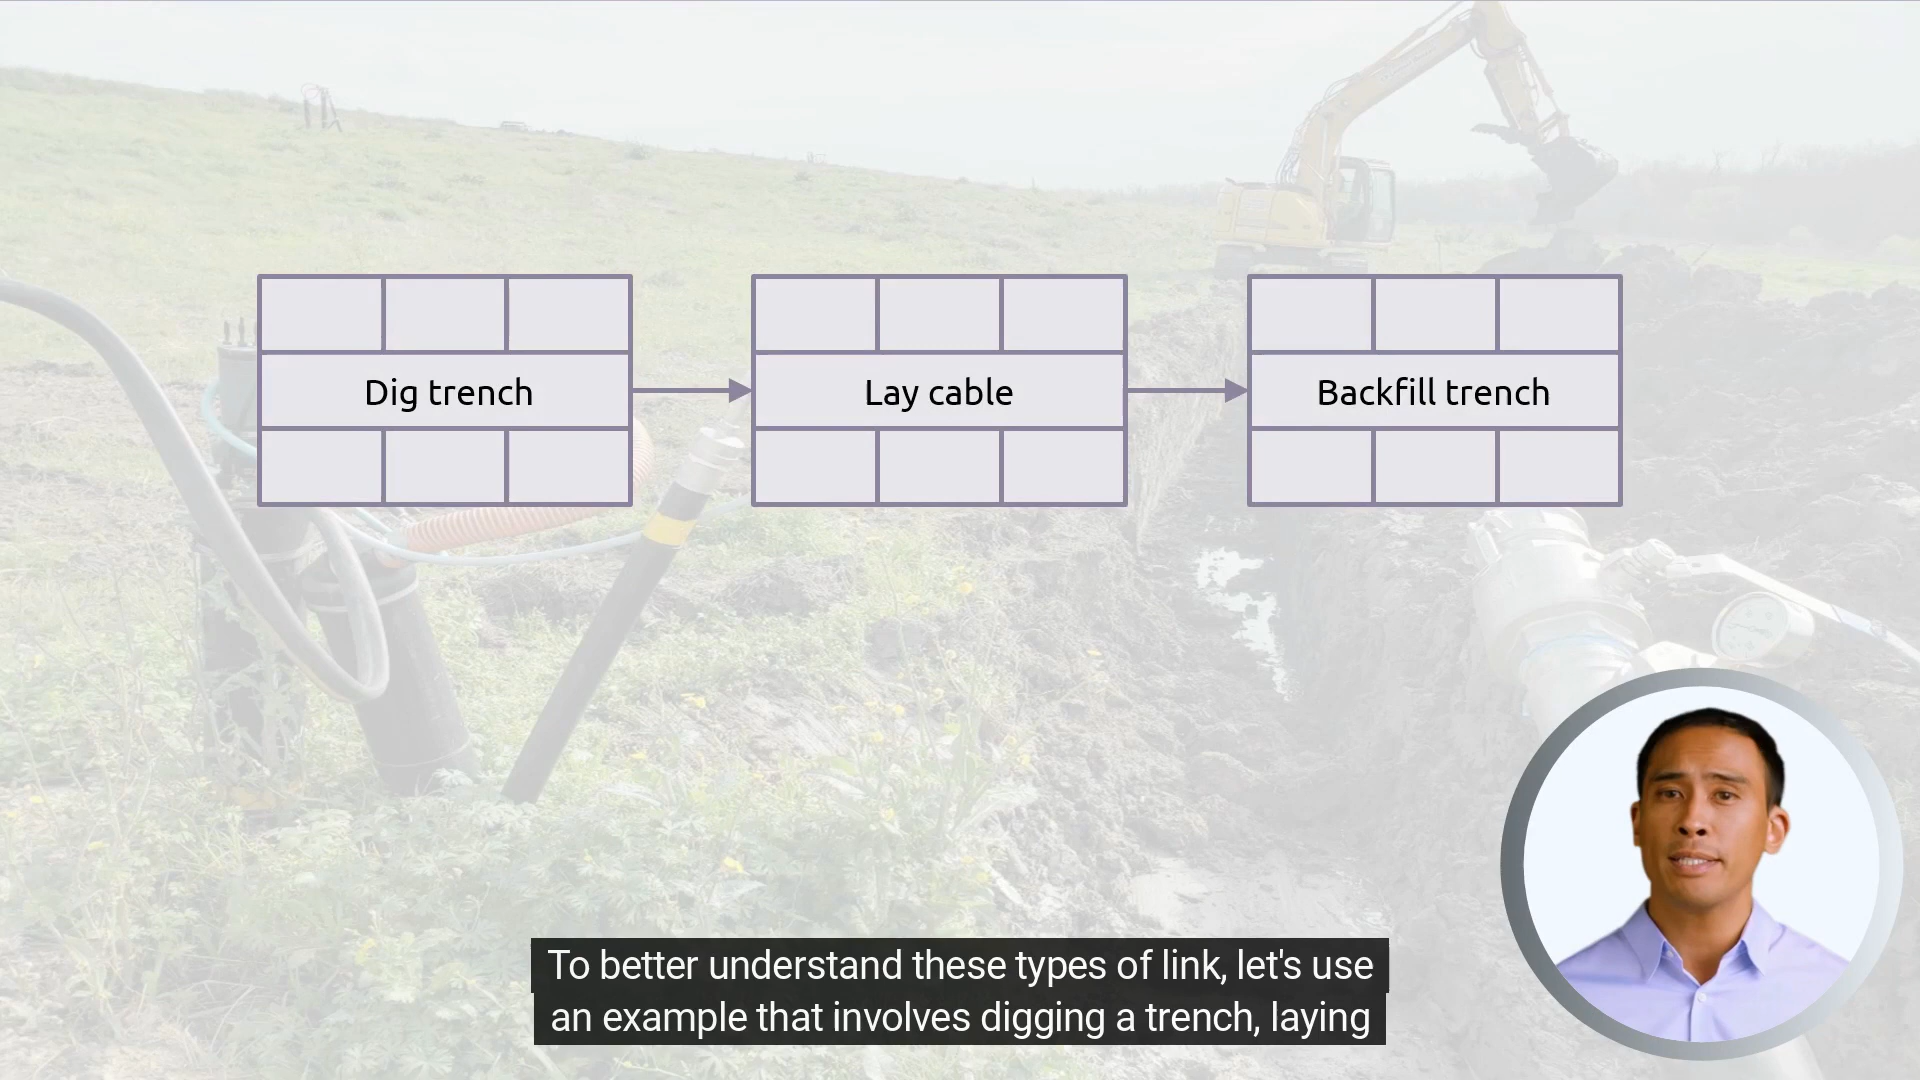 Dig trench
Lay cable
Backfill trench
To better understand these types of link, let's use
an example that involves digging a trench, laying